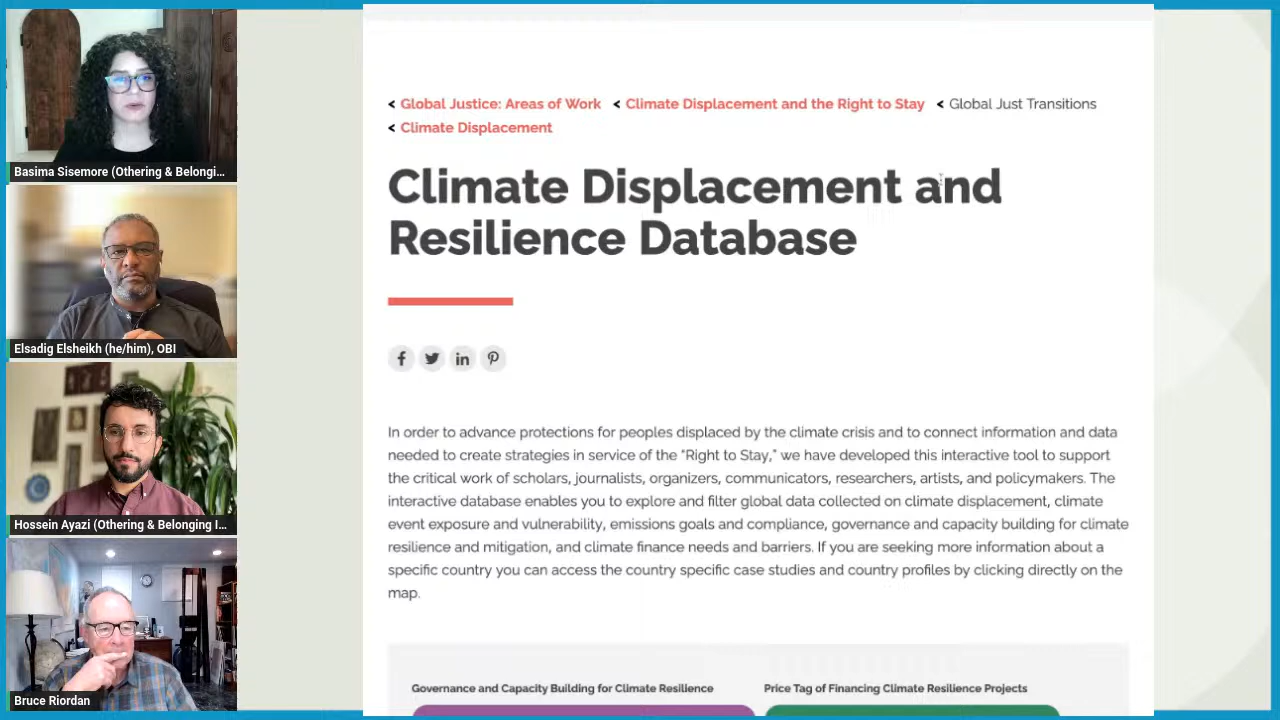 Basima Sisemore (Othering & Belongi...
Elsadig Elsheikh (he/him), OBI
Hossein Ayazi (Othering & Belonging I...
Bruce Riordan
< Global Justice: Areas of Work < Climate Displacement and the Right to Stay < Global Just Transitions
< Climate Displacement
Climate Displacement and
Resilience Database
In order to advance protections for peoples displaced by the climate crisis and to connect information and data
needed to create strategies in service of the “Right to Stay,” we have developed this interactive tool to support
the critical work of scholars, journalists, organizers, communicators, researchers, artists, and policymakers. The
interactive database enables you to explore and filter global data collected on climate displacement, climate
event exposure and vulnerability, emissions goals and compliance, governance and capacity building for climate
resilience and mitigation, and climate finance needs and barriers. If you are seeking more information about a
specific country you can access the country specific case studies and country profiles by clicking directly on the
map.
Governance and Capacity Building for Climate Resilience
Price Tag of Financing Climate Resilience Projects